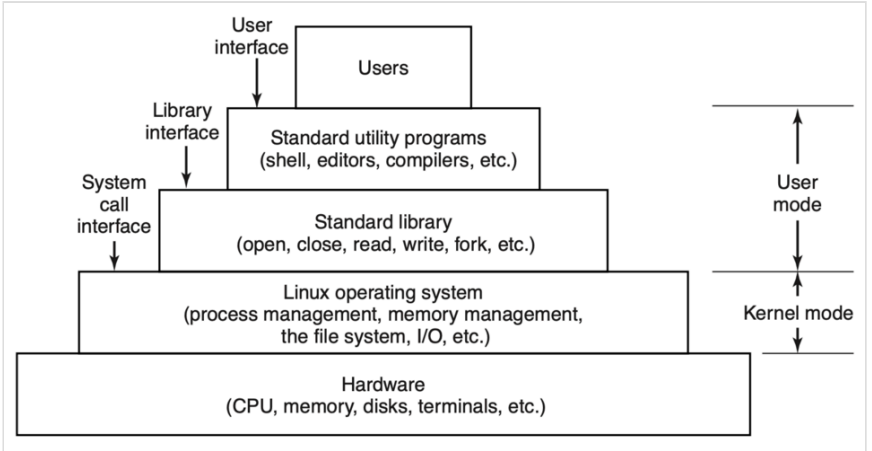 User
interface
Users
Library
interface
Standard utility programs
(shell, editors, compilers, etc.)
System
call
interface
Standard library
(open, close, read, write, fork, etc.)
User
mode
Linux operating system
(process management, memory management,
the file system, I/O, etc.)
Kernel mode
Hardware
(CPU, memory, disks, terminals, etc.)